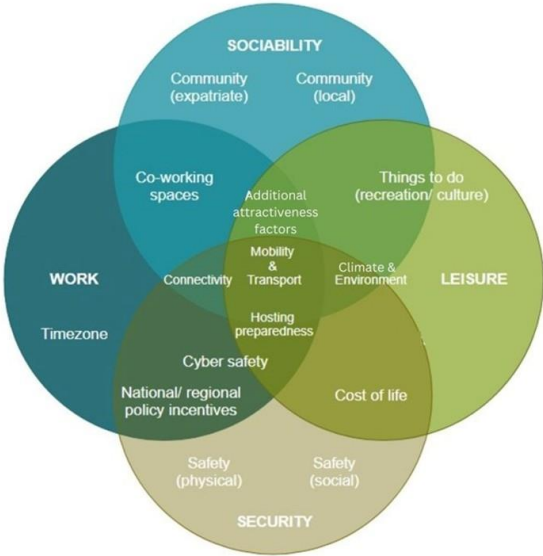 SOCIABILITY
Community
(expatriate)
Community
(local)
Co-working
spaces
Things to do
(recreation/ culture)
Additional
attractiveness
factors
Mobility
&
Transport
WORK
Connectivity
Climate &
Environment
LEISURE
Timezone
Hosting
preparedness
Cyber safety
National/ regional
policy incentives
Cost of life
Safety
(physical)
Safety
(social)
SECURITY